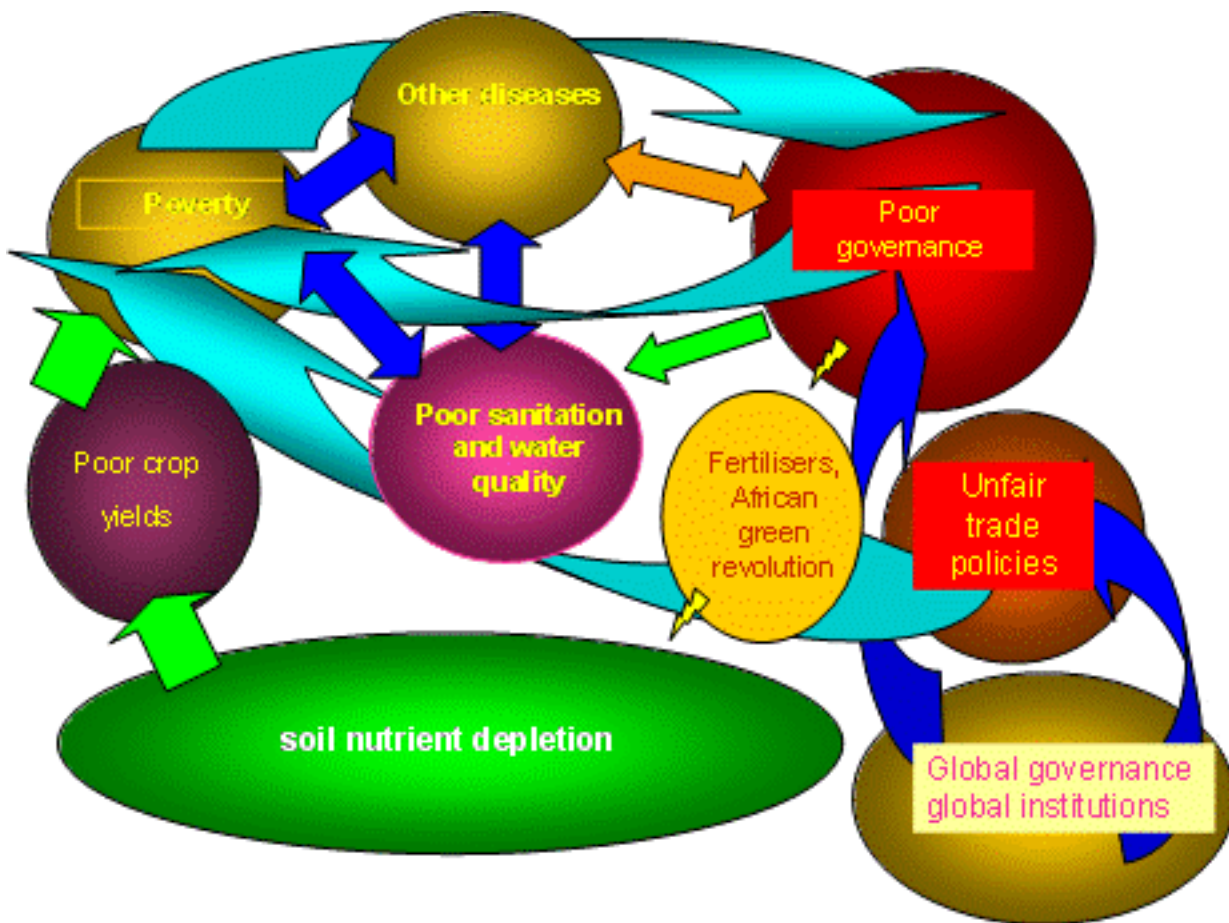 Other diseases
Poverty
Poor
governance
Poor sanitation
and water
quality
Poor crop
yields
Fertilisers,
African
green
revolution
Unfair
trade
policies
soil nutrient depletion
Global governance
global institutions